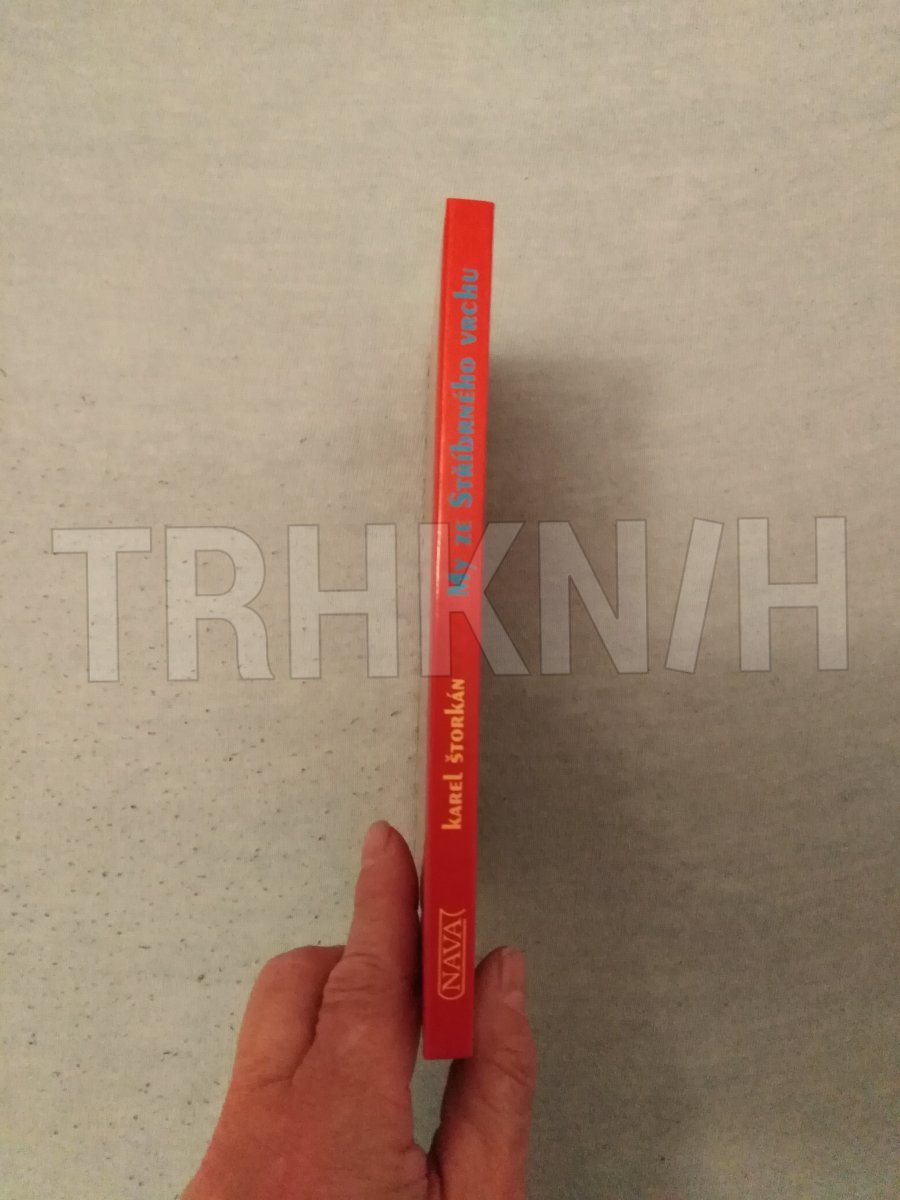 My ze Stříbrného vrchu
Karel Štorkán
NAVA
TRHKNIH